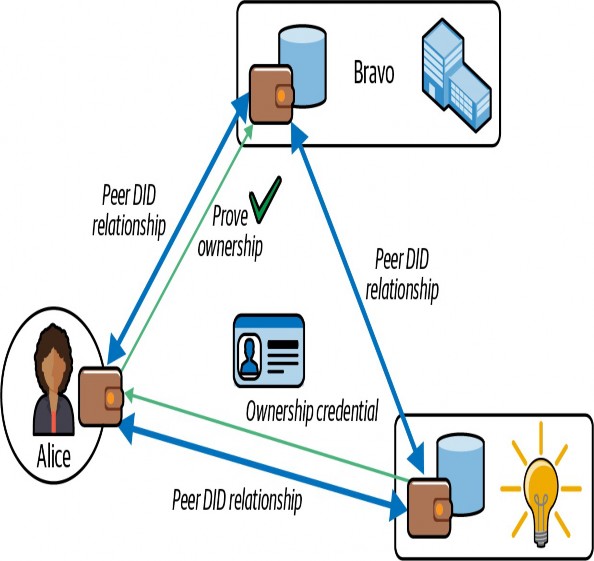 Bravo
Peer DID
relationship
Prove
ownership
Peer DID
relationship
Ownership credential
Alice
Peer DID relationship